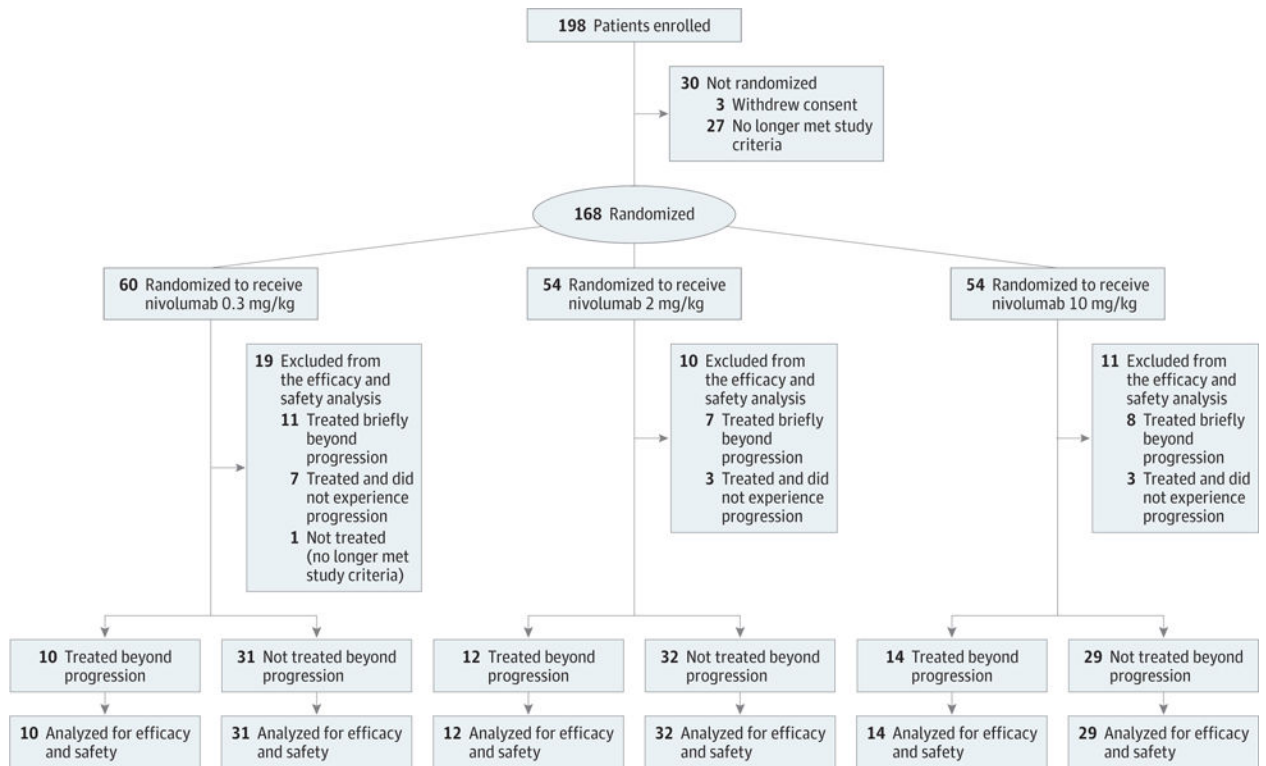 198 Patients enrolled
30 Not randomized
3 Withdrew consent
27 No longer met study
criteria
168 Randomized
60 Randomized to receive
nivolumab 0.3 mg/kg
54 Randomized to receive
nivolumab 2 mg/kg
54 Randomized to receive
nivolumab 10 mg/kg
19 Excluded from
the efficacy and
safety analysis
11 Treated briefly
beyond
progression
7 Treated and did
not experience
progression
1 Not treated
(no longer met
study criteria)
10 Excluded from
the efficacy and
safety analysis
7 Treated briefly
beyond
progression
3 Treated and did
not experience
progression
11 Excluded from
the efficacy and
safety analysis
8 Treated briefly
beyond
progression
3 Treated and did
not experience
progression
10 Treated beyond
progression
31 Not treated beyond
progression
12 Treated beyond
progression
32 Not treated beyond
progression
14 Treated beyond
progression
29 Not treated beyond
progression
10 Analyzed for efficacy
and safety
31 Analyzed for efficacy
and safety
12 Analyzed for efficacy
and safety
32 Analyzed for efficacy
and safety
14 Analyzed for efficacy
and safety
29 Analyzed for efficacy
and safety